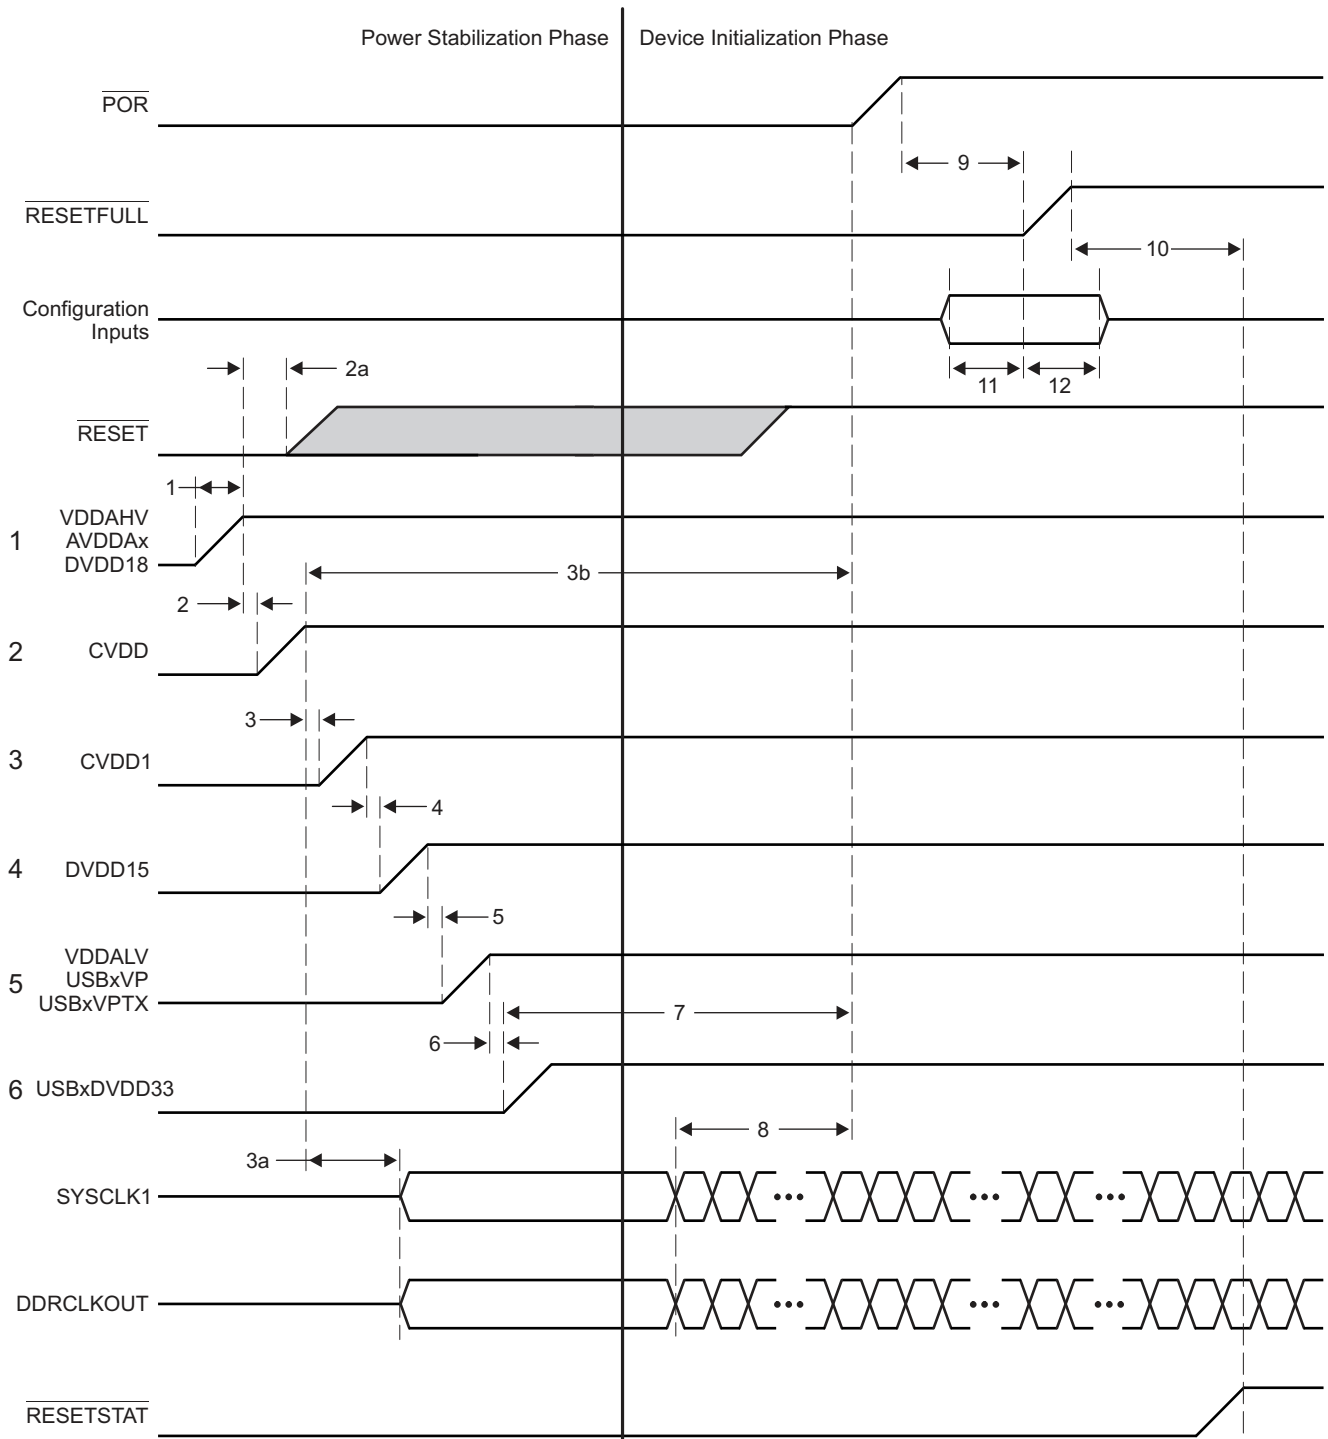 Power Stabilization Phase
Device Initialization Phase
POR
9
RESETFULL
10
Configuration
Inputs
2a
11
12
RESET
1
1
VDDAHV
AVDDAx
DVDD18
3b
2
2
CVDD
3
3
CVDD1
4
4
DVDD15
5
5
VDDALV
USBxVP
USBxVPTX
7
6
6
USBxDVDD33
8
3a
SYSCLK1
DDRCLKOUT
RESETSTAT